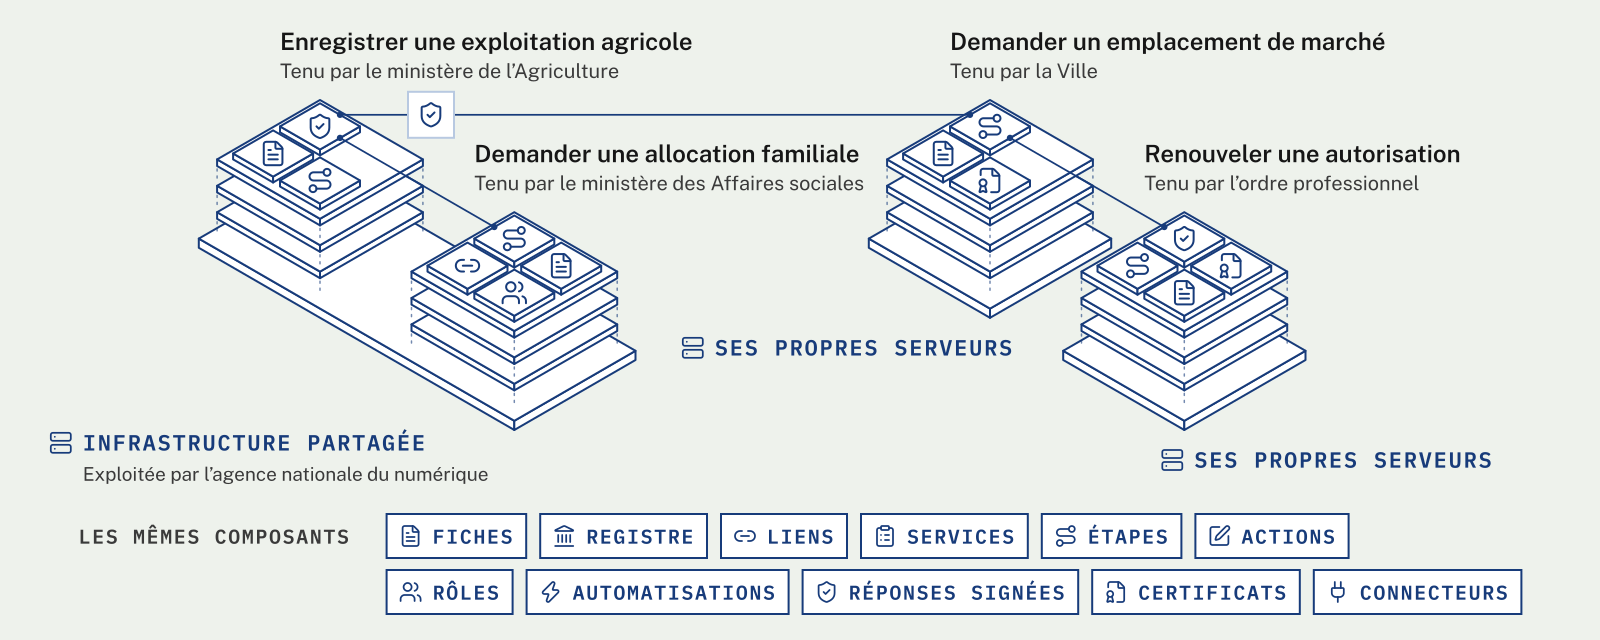 Enregistrer une exploitation agricole
Tenu par le ministère de l’Agriculture
Demander un emplacement de marché
Tenu par la Ville
Demander une allocation familiale
Tenu par le ministère des Affaires sociales
Renouveler une autorisation
Tenu par l’ordre professionnel
SES PROPRES SERVEURS
INFRASTRUCTURE PARTAGÉE
Exploitée par l’agence nationale du numérique
SES PROPRES SERVEURS
LES MÊMES COMPOSANTS
FICHES
REGISTRE
LIENS
SERVICES
ÉTAPES
ACTIONS
RÔLES
AUTOMATISATIONS
RÉPONSES SIGNÉES
CERTIFICATS
CONNECTEURS